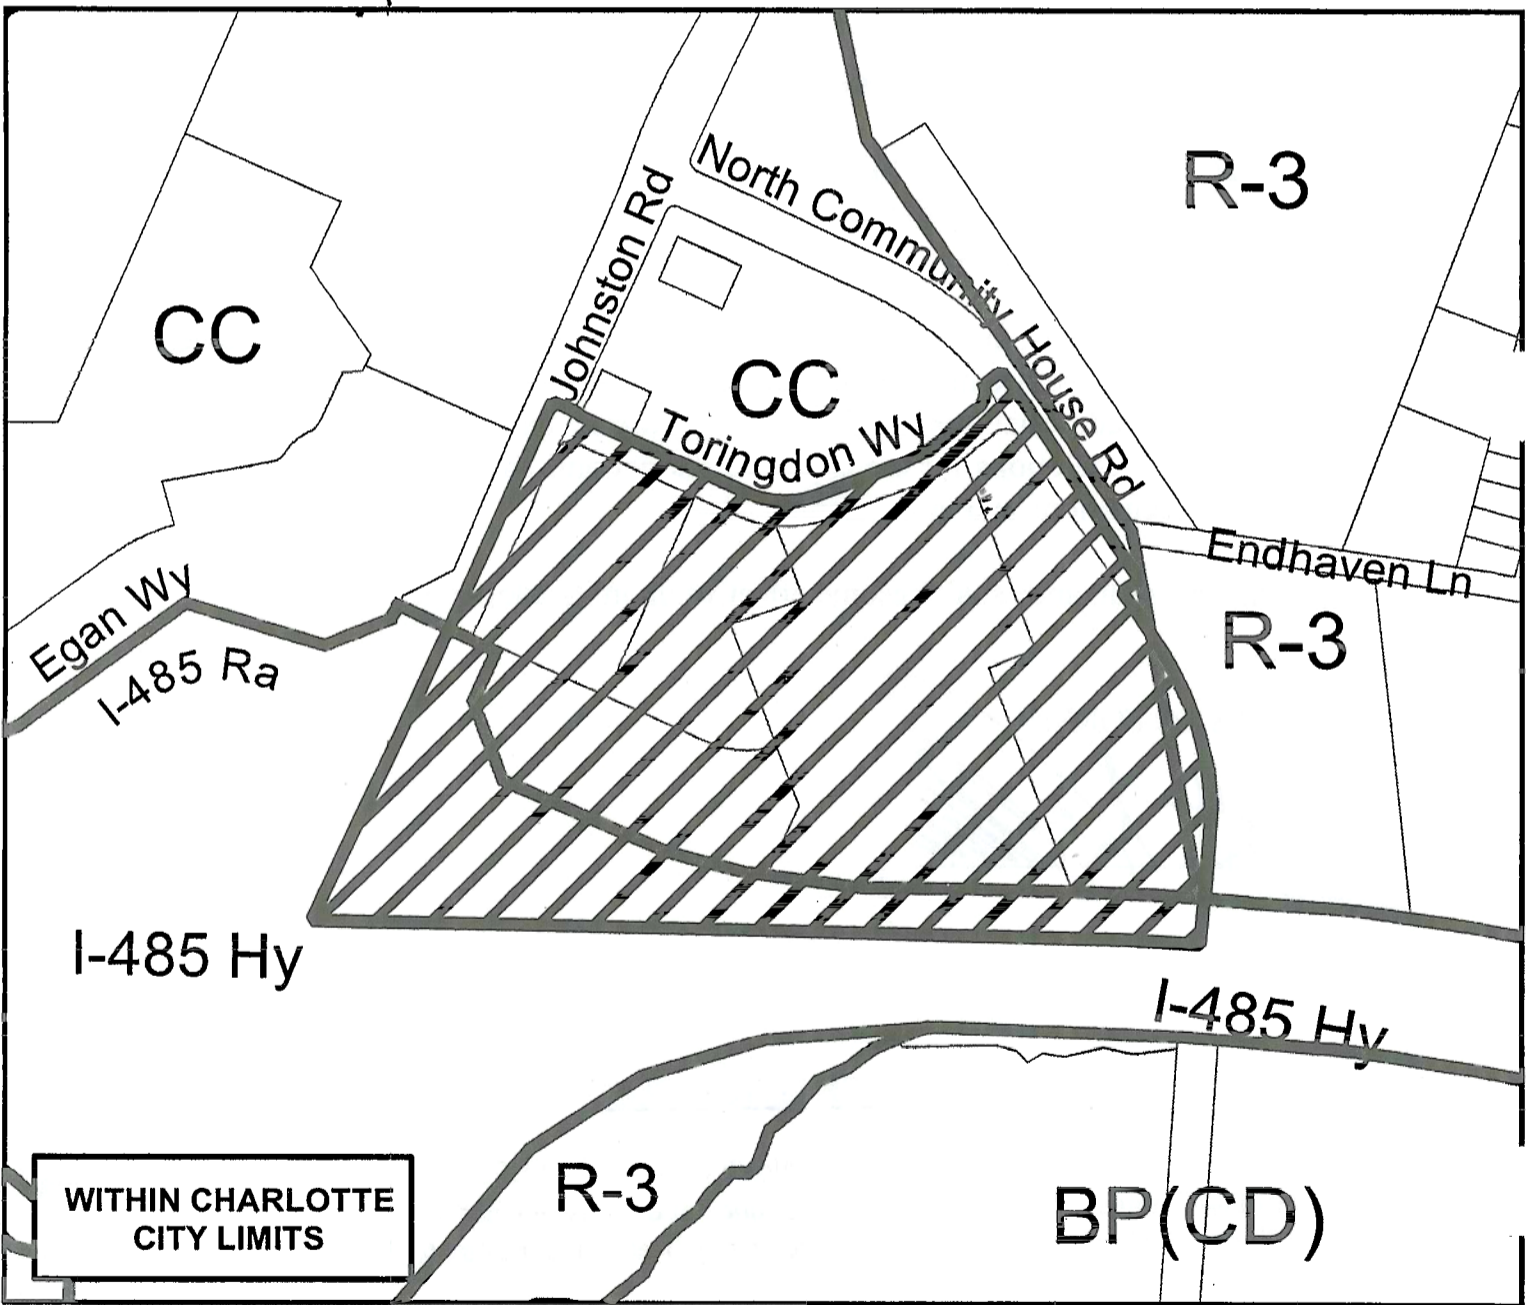 R-3
North Community House Rd
Johnston Rd
CC
CC
Toringdon Wy
Endhaven Ln
Egan Wy
I-485 Ra
R-3
I-485 Hy
I-485 Hy
R-3
BP(CD)
WITHIN CHARLOTTE
CITY LIMITS